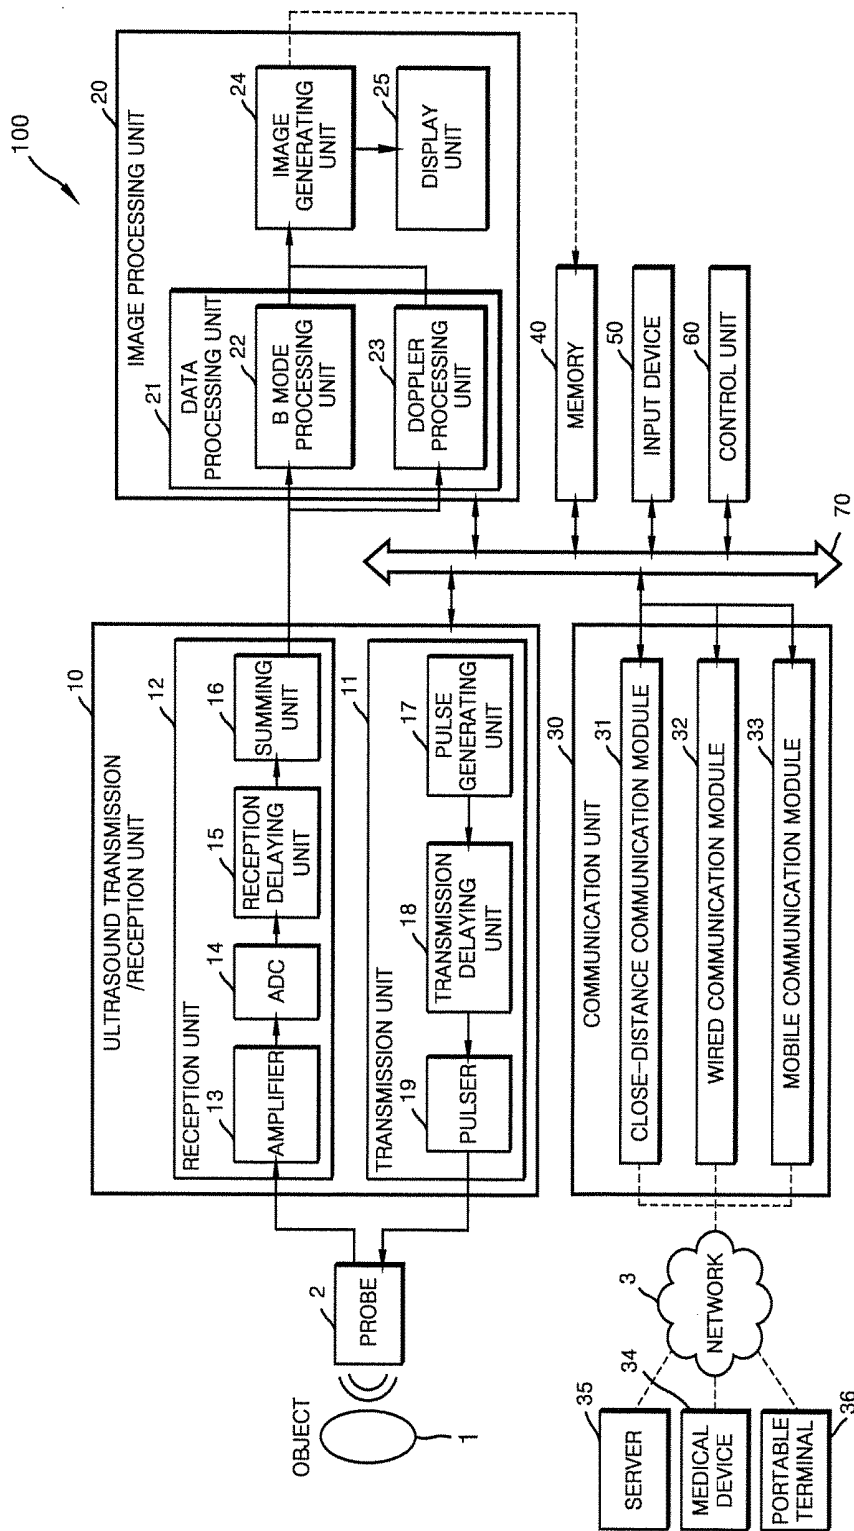 100
10
ULTRASOUND TRANSMISSION
/RECEPTION UNIT
12
RECEPTION UNIT
13
AMPLIFIER
14
ADC
15
RECEPTION
DELAYING
UNIT
16
SUMMING
UNIT
11
TRANSMISSION UNIT
19
PULSER
18
TRANSMISSION
DELAYING
UNIT
17
PULSE
GENERATING
UNIT
20
IMAGE PROCESSING UNIT
21
DATA
PROCESSING UNIT
22
B MODE
PROCESSING
UNIT
23
DOPPLER
PROCESSING
UNIT
24
IMAGE
GENERATING
UNIT
25
DISPLAY
UNIT
OBJECT
1
2
PROBE
40
MEMORY
50
INPUT DEVICE
60
CONTROL UNIT
70
30
COMMUNICATION UNIT
31
CLOSE-DISTANCE COMMUNICATION MODULE
32
WIRED COMMUNICATION MODULE
33
MOBILE COMMUNICATION MODULE
3
NETWORK
35
SERVER
34
MEDICAL
DEVICE
36
PORTABLE
TERMINAL